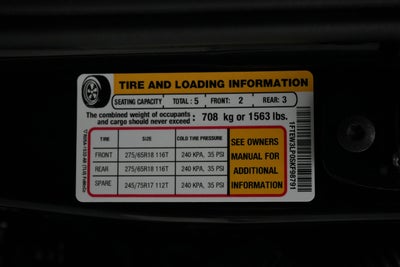 TIRE AND LOADING INFORMATION
SEATING CAPACITY TOTAL : 5 FRONT: 2 REAR: 3
The combined weight of occupants and cargo should never exceed : 708 kg or 1563 lbs.
TIRE SIZE COLD TIRE PRESSURE
FRONT 275/65R18 116T 240 KPA, 35 PSI
REAR 275/65R18 116T 240 KPA, 35 PSI
SPARE 245/75R17 112T 240 KPA, 35 PSI
SEE OWNERS
MANUAL FOR
ADDITIONAL
INFORMATION